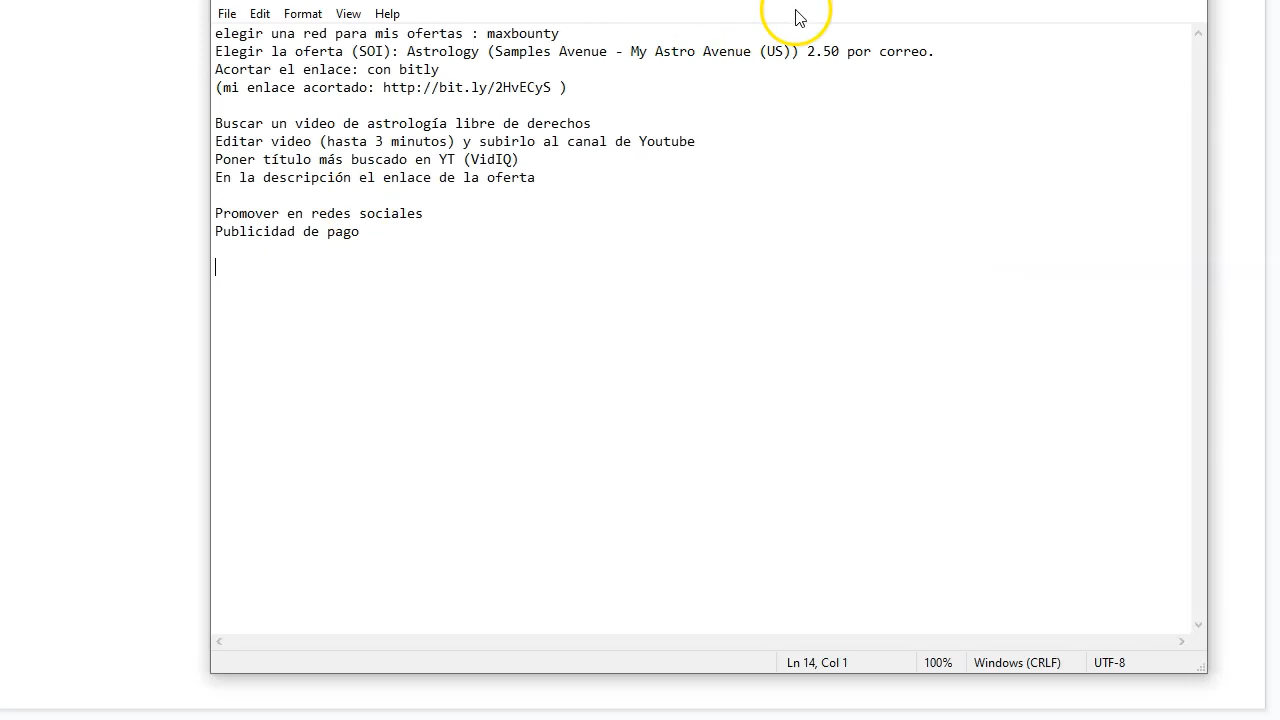 File Edit Format View Help
elegir una red para mis ofertas : maxbounty
Elegir la oferta (SOI): Astrology (Samples Avenue - My Astro Avenue (US)) 2.50 por correo.
Acortar el enlace: con bitly
(mi enlace acortado: http://bit.ly/2HvECyS )
Buscar un video de astrología libre de derechos
Editar video (hasta 3 minutos) y subirlo al canal de Youtube
Poner título más buscado en YT (VidIQ)
En la descripción el enlace de la oferta
Promover en redes sociales
Publicidad de pago
Ln 14, Col 1 100% Windows (CRLF) UTF-8